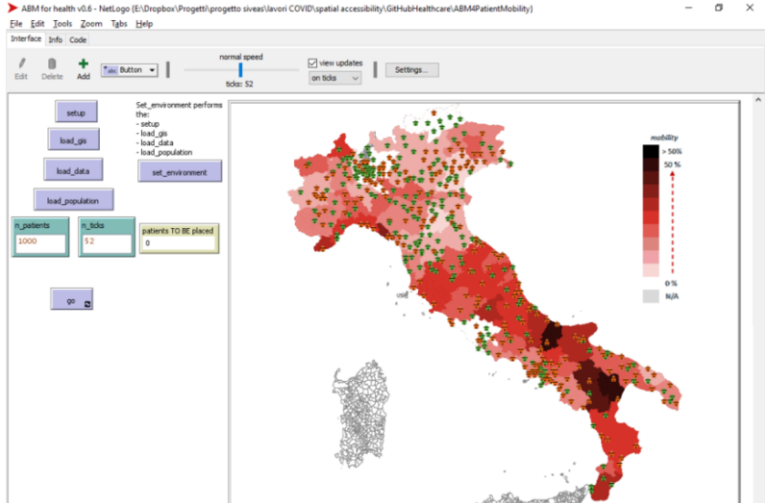 ABM for health v0.6 - NetLogo {E:\Dropbox\Progetti\progetto siveas\lavori COVID\spatial accessibility\GitHubHealthcare\ABM4PatientMobility}
File Edit Tools Zoom Tabs Help
Interface Info Code
Edit Delete Add
Button
normal speed
ticks: 52
view updates
on ticks
Settings...
setup
load_gis
load_data
load_population
Set_environment performs
the:
- setup
- load_gis
- load_data
- load_population
set_environment
n_patients
1000
n_ticks
52
patients TO BE placed
0
go
mobility
> 50%
50 %
0 %
N/A